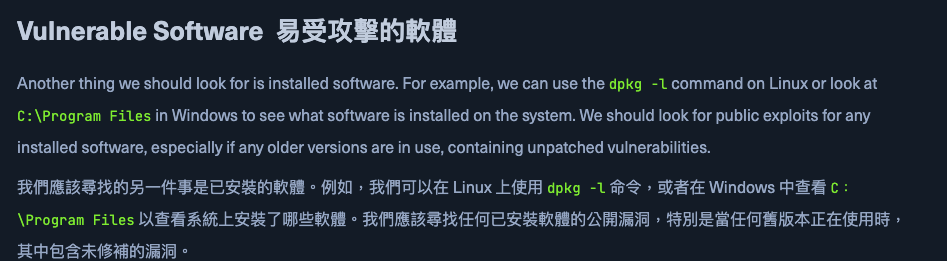 Vulnerable Software 易受攻擊的軟體
Another thing we should look for is installed software. For example, we can use the dpkg -l command on Linux or look at
C:\Program Files in Windows to see what software is installed on the system. We should look for public exploits for any
installed software, especially if any older versions are in use, containing unpatched vulnerabilities.
我們應該尋找的另一件事是已安裝的軟體。例如，我們可以在 Linux 上使用 dpkg -l 命令，或者在 Windows 中查看 C：
\Program Files 以查看系統上安裝了哪些軟體。我們應該尋找任何已安裝軟體的公開漏洞，特別是當任何舊版本正在使用時，
其中包含未修補的漏洞。